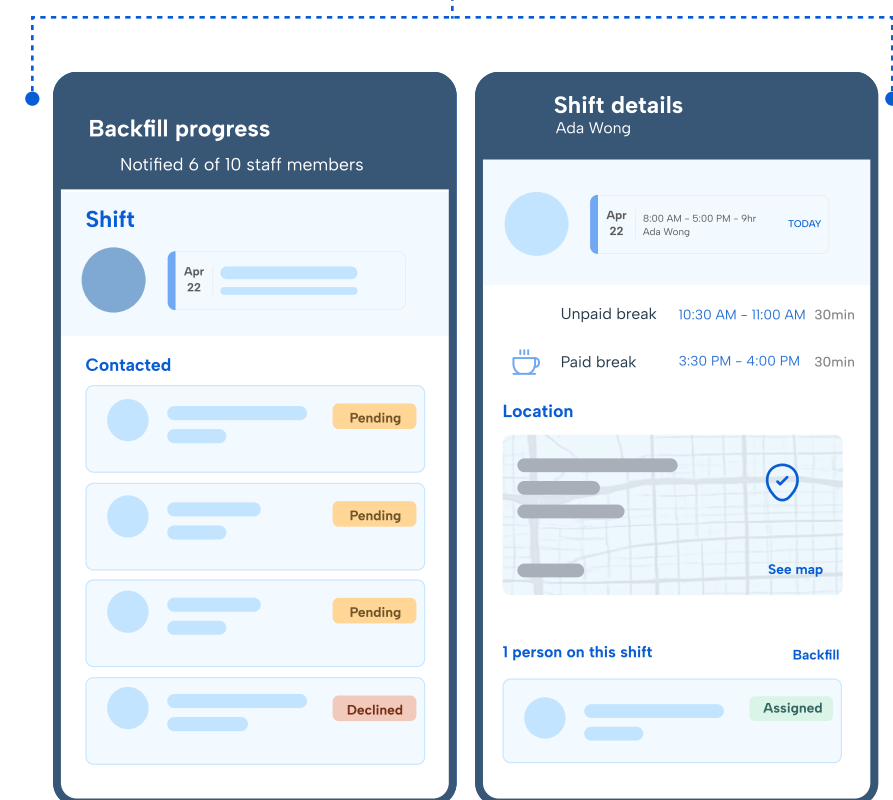 Backfill progress
Notified 6 of 10 staff members
Shift
Apr
22
Contacted
Pending
Pending
Pending
Declined
Shift details
Ada Wong
Apr
22
8:00 AM - 5:00 PM - 9hr
Ada Wong
TODAY
Unpaid break 10:30 AM - 11:00 AM 30min
Paid break 3:30 PM - 4:00 PM 30min
Location
See map
1 person on this shift
Backfill
Assigned